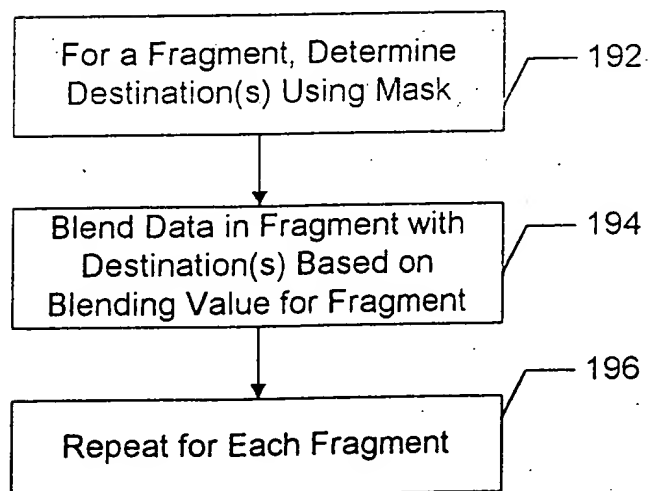 For a Fragment, Determine
Destination(s) Using Mask
192
Blend Data in Fragment with
Destination(s) Based on
Blending Value for Fragment
194
196
Repeat for Each Fragment